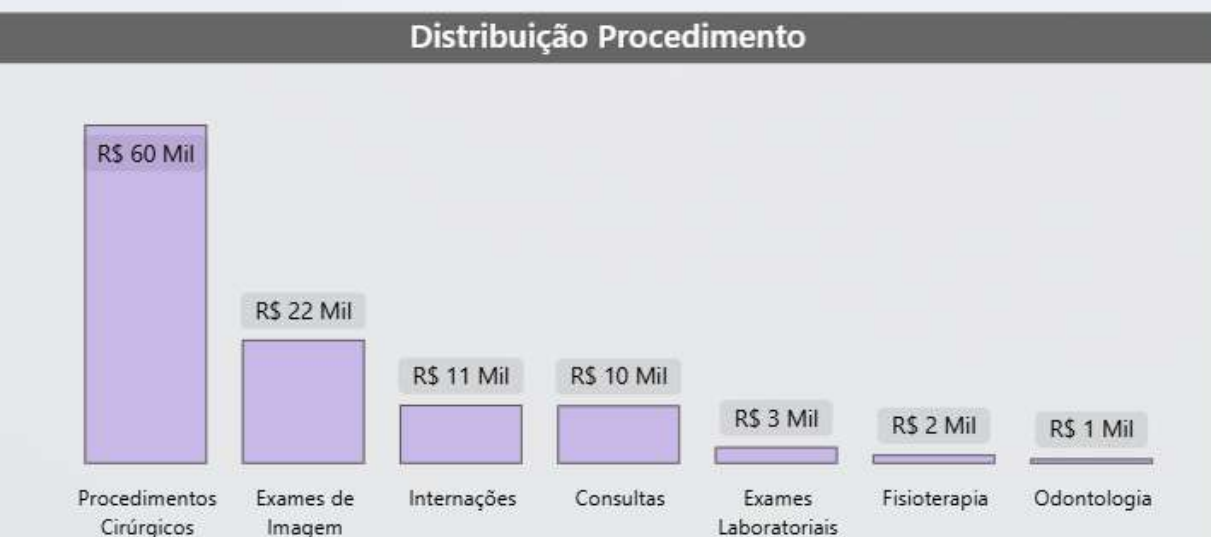 Distribuição Procedimento
R$ 60 Mil
R$ 22 Mil
R$ 11 Mil
R$ 10 Mil
R$ 3 Mil
R$ 2 Mil
R$ 1 Mil
Procedimentos
Cirúrgicos
Exames de
Imagem
Internações
Consultas
Exames
Laboratoriais
Fisioterapia
Odontologia